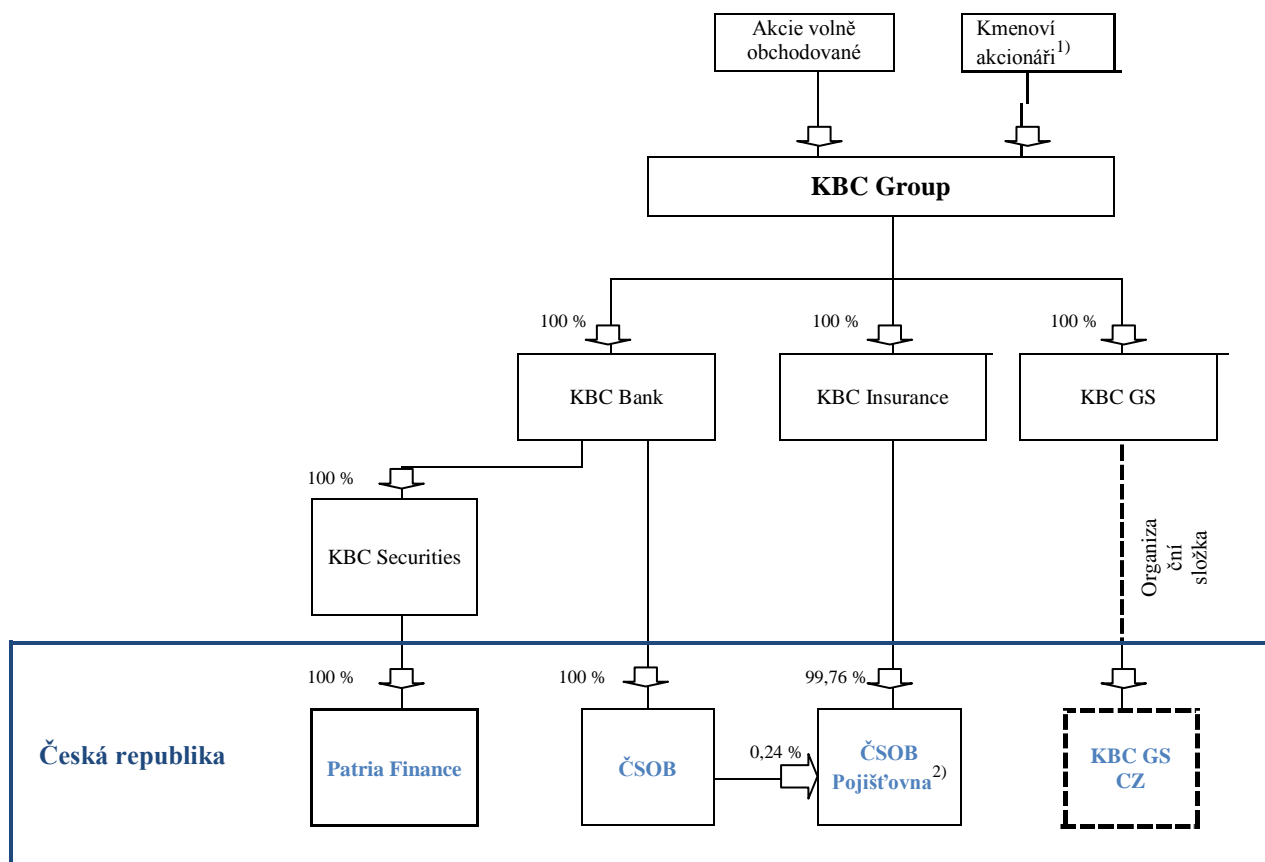 Akcie volně
obchodované
Kmenoví
akcionáři1)
KBC Group
100 %
100 %
100 %
KBC Bank
KBC Insurance
KBC GS
100 %
KBC Securities
Organiza
ční
složka
100 %
100 %
99,76 %
Česká republika
Patria Finance
ČSOB
0,24 %
ČSOB
Pojišťovna2)
KBC GS
CZ